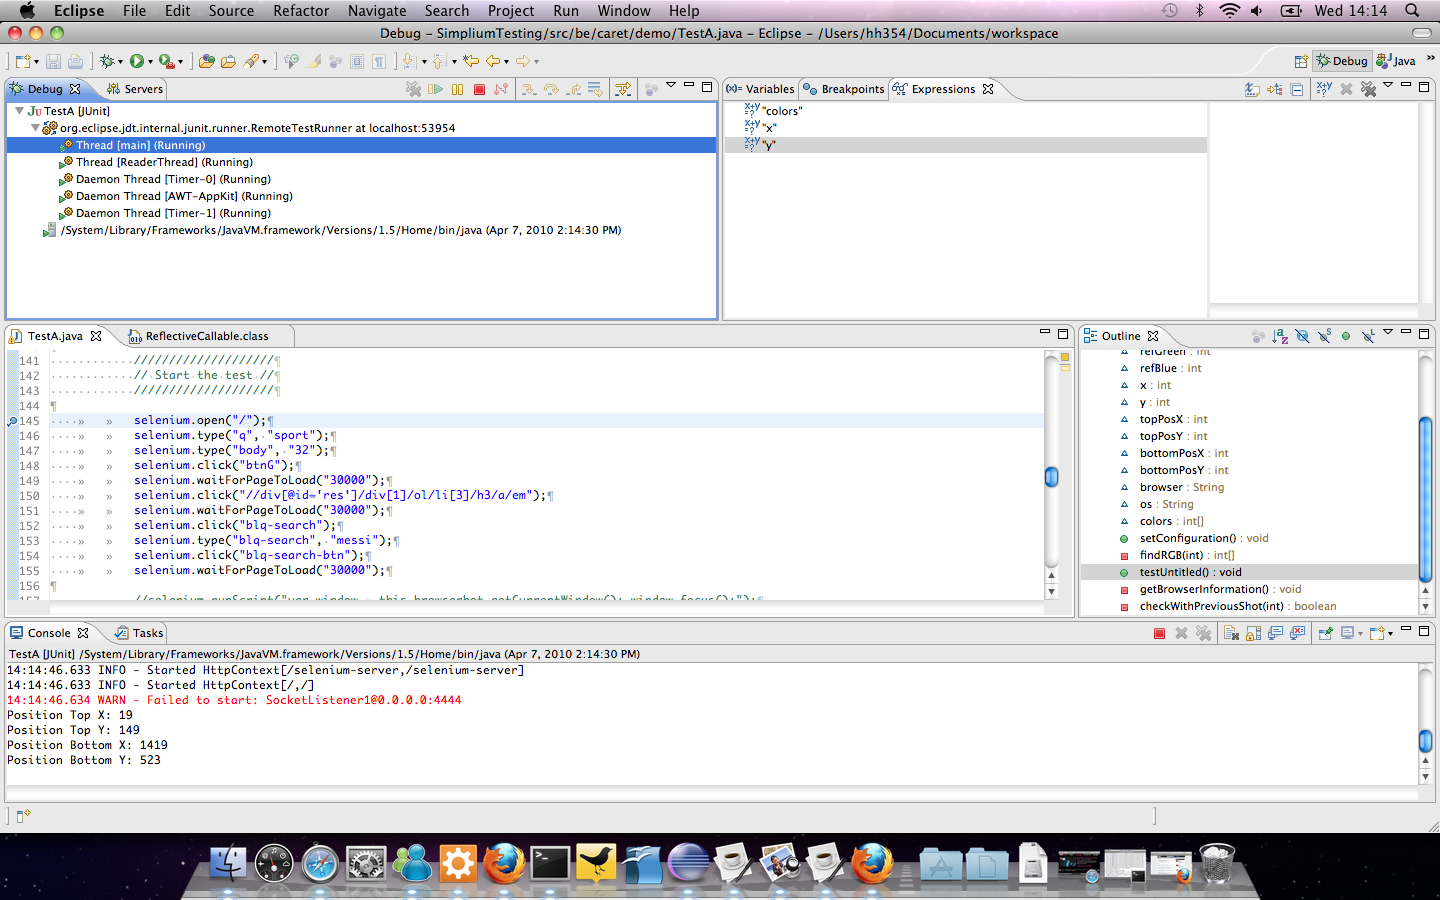 Eclipse File Edit Source Refactor Navigate Search Project Run Window Help Wed 14:14
Debug - SimpliumTesting/src/be/caret/demo/TestA.java - Eclipse - /Users/hh354/Documents/workspace
Debug Java »
Debug Servers
TestA [JUnit]
org.eclipse.jdt.internal.junit.runner.RemoteTestRunner at localhost:53954
Thread [main] (Running)
Thread [ReaderThread] (Running)
Daemon Thread [Timer-0] (Running)
Daemon Thread [AWT-AppKit] (Running)
Daemon Thread [Timer-1] (Running)
/System/Library/Frameworks/JavaVM.framework/Versions/1.5/Home/bin/java (Apr 7, 2010 2:14:30 PM)
(x)= Variables Breakpoints Expressions
"colors"
"x"
"y"
TestA.java ReflectiveCallable.class
141 ////////////////////¶
142 // Start the test //¶
143 ////////////////////¶
144 ¶
145 selenium.open("/");¶
146 selenium.type("q", "sport");¶
147 selenium.type("body", "32");¶
148 selenium.click("btnG");¶
149 selenium.waitForPageToLoad("30000");¶
150 selenium.click("//div[@id='res']/div[1]/ol/li[3]/h3/a/em");¶
151 selenium.waitForPageToLoad("30000");¶
152 selenium.click("blq-search");¶
153 selenium.type("blq-search", "messi");¶
154 selenium.click("blq-search-btn");¶
155 selenium.waitForPageToLoad("30000");¶
156 ¶
157 //selenium.runScript("var window = this.browserbot.getCurrentWindow(); window.focus();");¶
Outline
refGreen : int
refBlue : int
x : int
y : int
topPosX : int
topPosY : int
bottomPosX : int
bottomPosY : int
browser : String
os : String
colors : int[]
setConfiguration() : void
findRGB(int) : int[]
testUntitled() : void
getBrowserInformation() : void
checkWithPreviousShot(int) : boolean
Console Tasks
TestA [JUnit] /System/Library/Frameworks/JavaVM.framework/Versions/1.5/Home/bin/java (Apr 7, 2010 2:14:30 PM)
14:14:46.633 INFO - Started HttpContext[/selenium-server,/selenium-server]
14:14:46.633 INFO - Started HttpContext[/,/]
14:14:46.634 WARN - Failed to start: SocketListener1@0.0.0.0:4444
Position Top X: 19
Position Top Y: 149
Position Bottom X: 1419
Position Bottom Y: 523